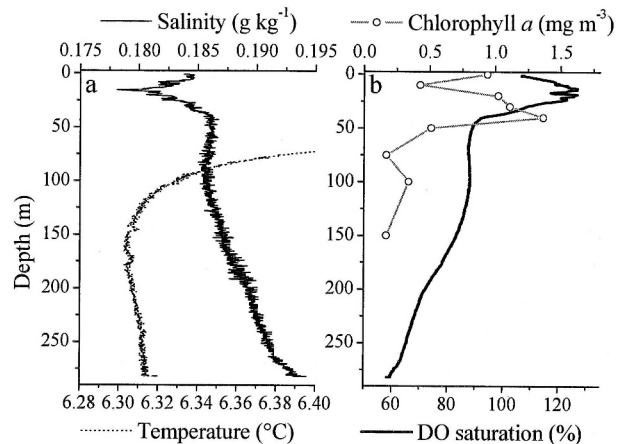 Salinity (g kg-1)
Chlorophyll a (mg m-3)
0.175 0.180 0.185 0.190 0.195
0.0 0.5 1.0 1.5
a
b
0
50
100
150
200
250
0
50
100
150
200
250
Depth (m)
6.28 6.30 6.32 6.34 6.36 6.38 6.40
60 80 100 120
Temperature (°C)
DO saturation (%)